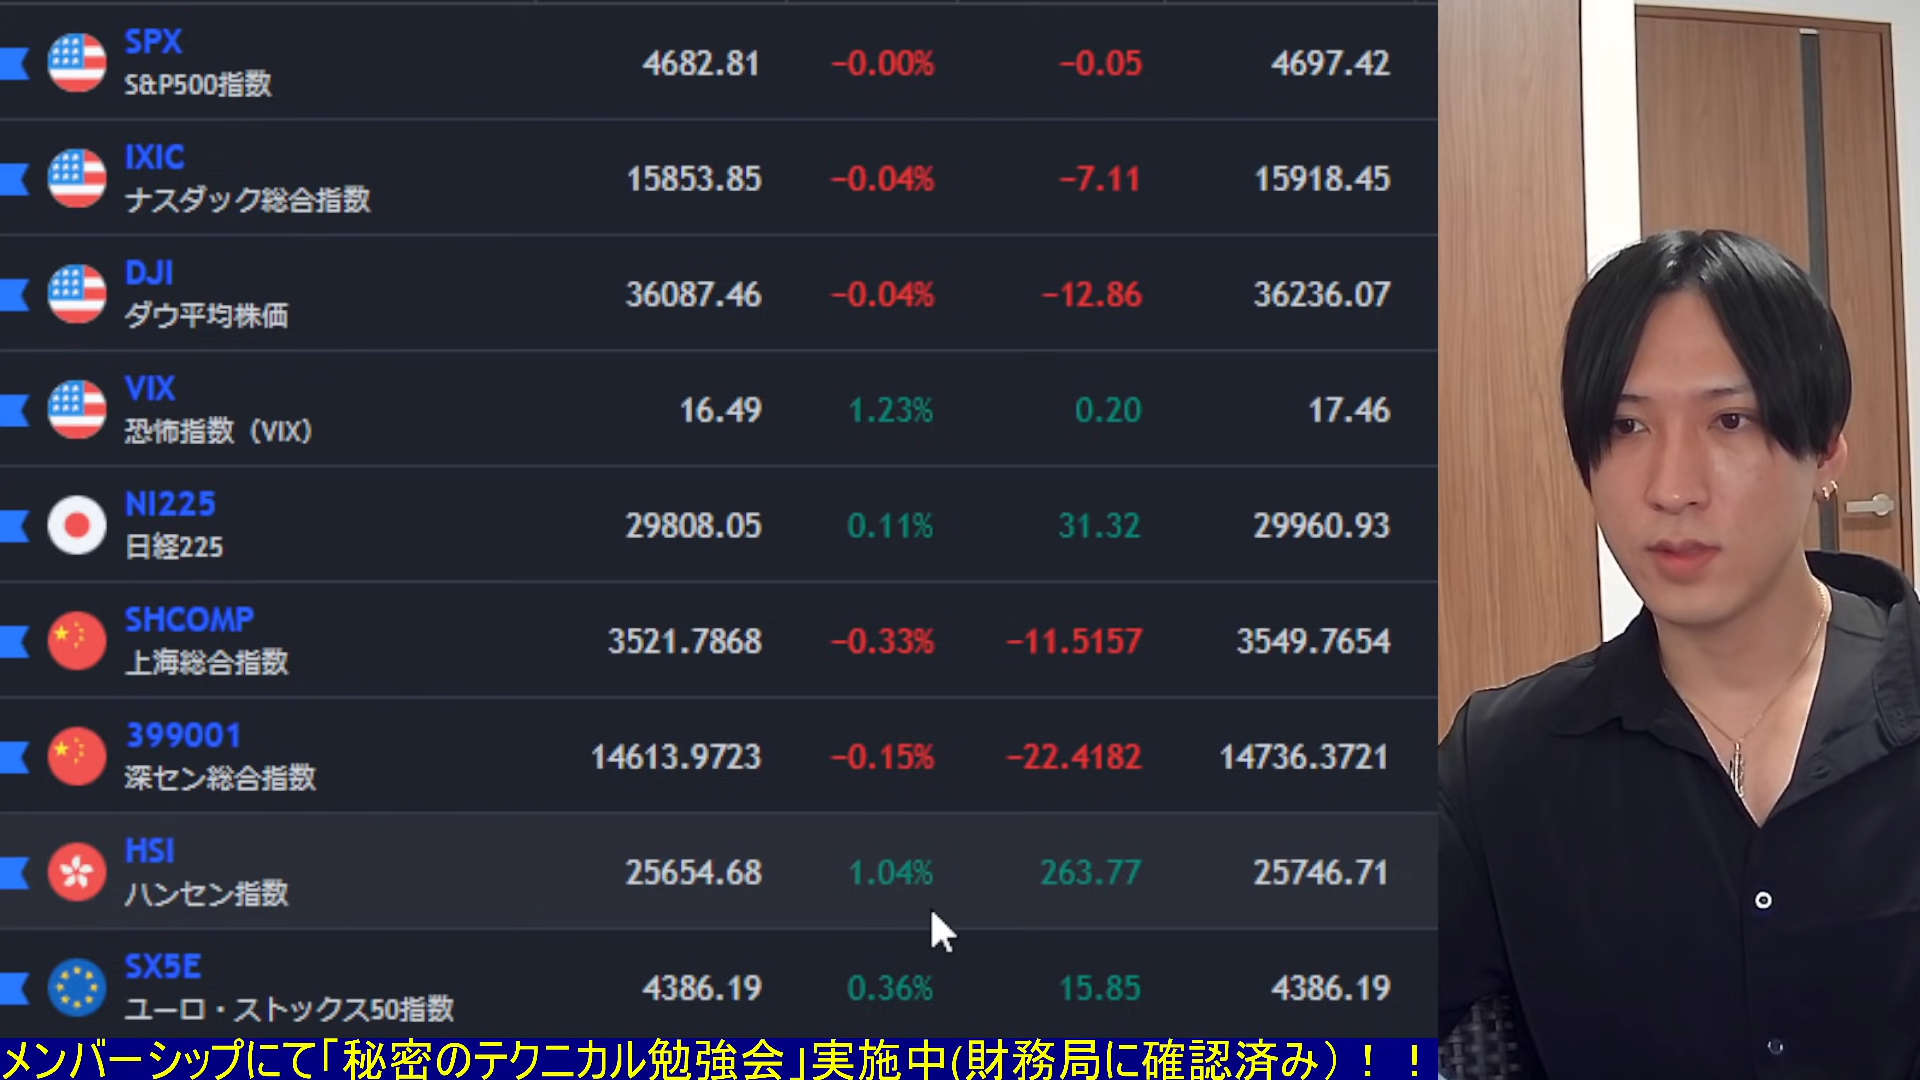 SPX
S&P500指数
4682.81 −0.00% −0.05 4697.42
IXIC
ナスダック総合指数
15853.85 −0.04% −7.11 15918.45
DJI
ダウ平均株価
36087.46 −0.04% −12.86 36236.07
VIX
恐怖指数（VIX）
16.49 1.23% 0.20 17.46
NI225
日経225
29808.05 0.11% 31.32 29960.93
SHCOMP
上海総合指数
3521.7868 −0.33% −11.5157 3549.7654
399001
深セン総合指数
14613.9723 −0.15% −22.4182 14736.3721
HSI
ハンセン指数
25654.68 1.04% 263.77 25746.71
SX5E
ユーロ・ストックス50指数
4386.19 0.36% 15.85 4386.19
メンバーシップにて「秘密のテクニカル勉強会」実施中(財務局に確認済み）！！